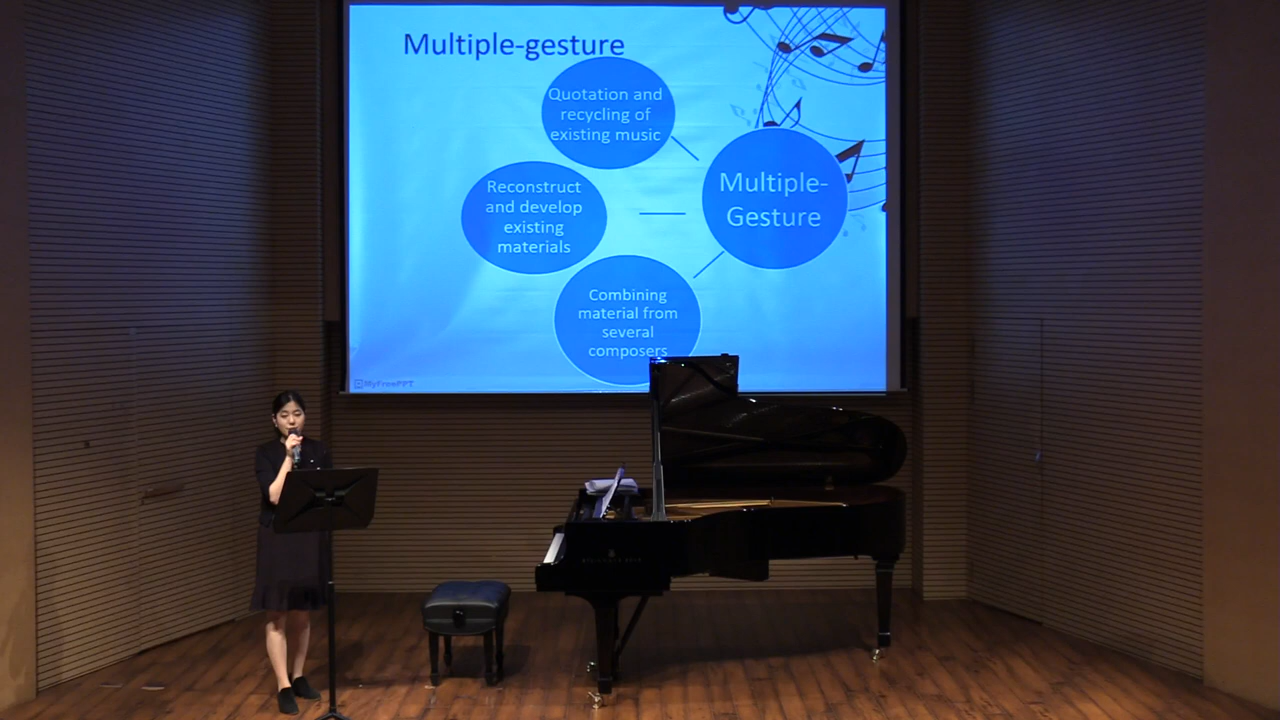 Multiple-gesture
Quotation and
recycling of
existing music
Reconstruct
and develop
existing
materials
Combining
material from
several
composers
Multiple-
Gesture
MyFreePPT